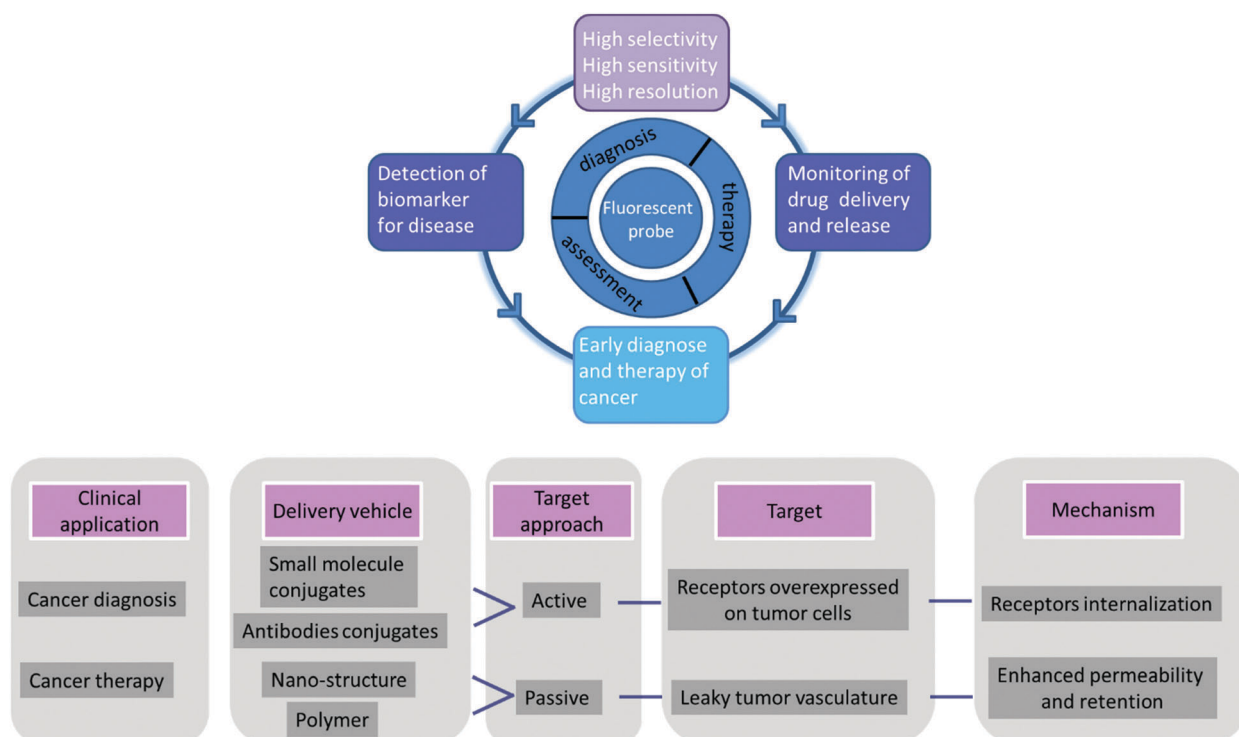 High selectivity
High sensitivity
High resolution
Detection of
biomarker
for disease
diagnosis
therapy
assessment
Fluorescent
probe
Monitoring of
drug delivery
and release
Early diagnose
and therapy of
cancer
Clinical
application
Cancer diagnosis
Cancer therapy
Delivery vehicle
Small molecule
conjugates
Antibodies conjugates
Nano-structure
Polymer
Target
approach
Active
Passive
Target
Receptors overexpressed
on tumor cells
Leaky tumor vasculature
Mechanism
Receptors internalization
Enhanced permeability
and retention